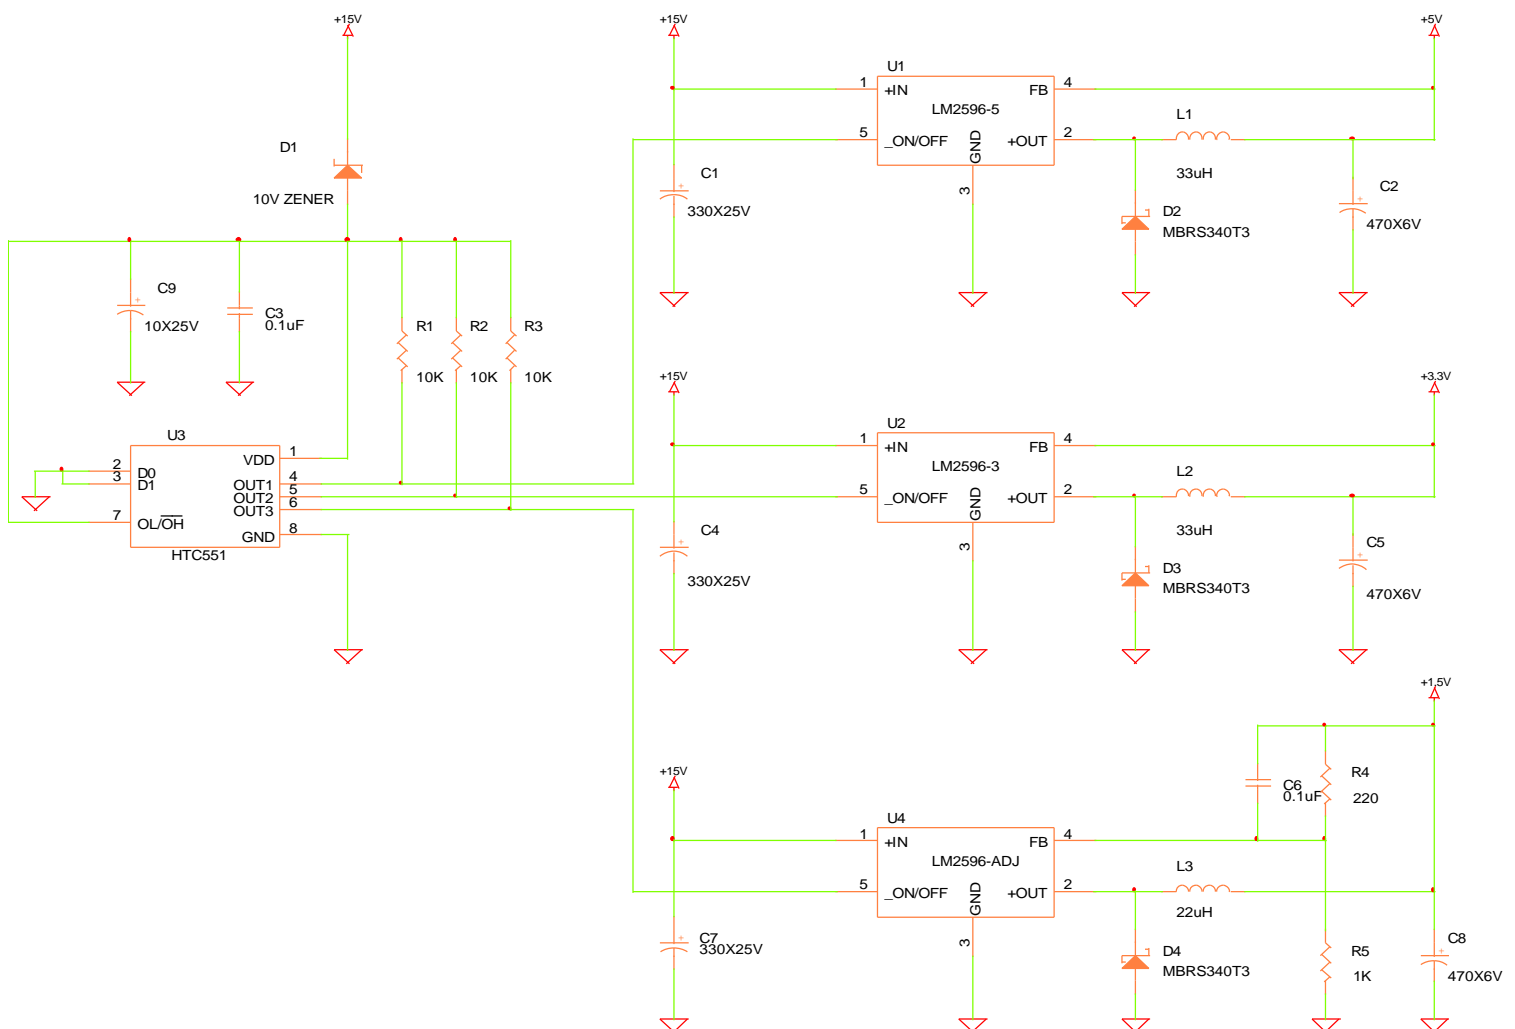 +15V
+15V
+5V
U1
1
+IN
FB
4
LM2596-5
5
_ON/OFF
GND
+OUT
2
3
L1
33uH
D1
10V ZENER
C1
330X25V
D2
MBRS340T3
C2
470X6V
C9
10X25V
C3
0.1uF
R1
R2
R3
10K
10K
10K
+15V
+3.3V
U2
1
+IN
FB
4
LM2596-3
5
_ON/OFF
GND
+OUT
2
3
L2
33uH
U3
VDD
1
2
D0
3
D1
OUT1
4
OUT2
5
OUT3
6
7
OL/OH
GND
8
HTC551
C4
330X25V
D3
MBRS340T3
C5
470X6V
+1.5V
+15V
C6
0.1uF
R4
220
U4
1
+IN
FB
4
LM2596-ADJ
5
_ON/OFF
GND
+OUT
2
3
L3
22uH
C7
330X25V
D4
MBRS340T3
R5
1K
C8
470X6V